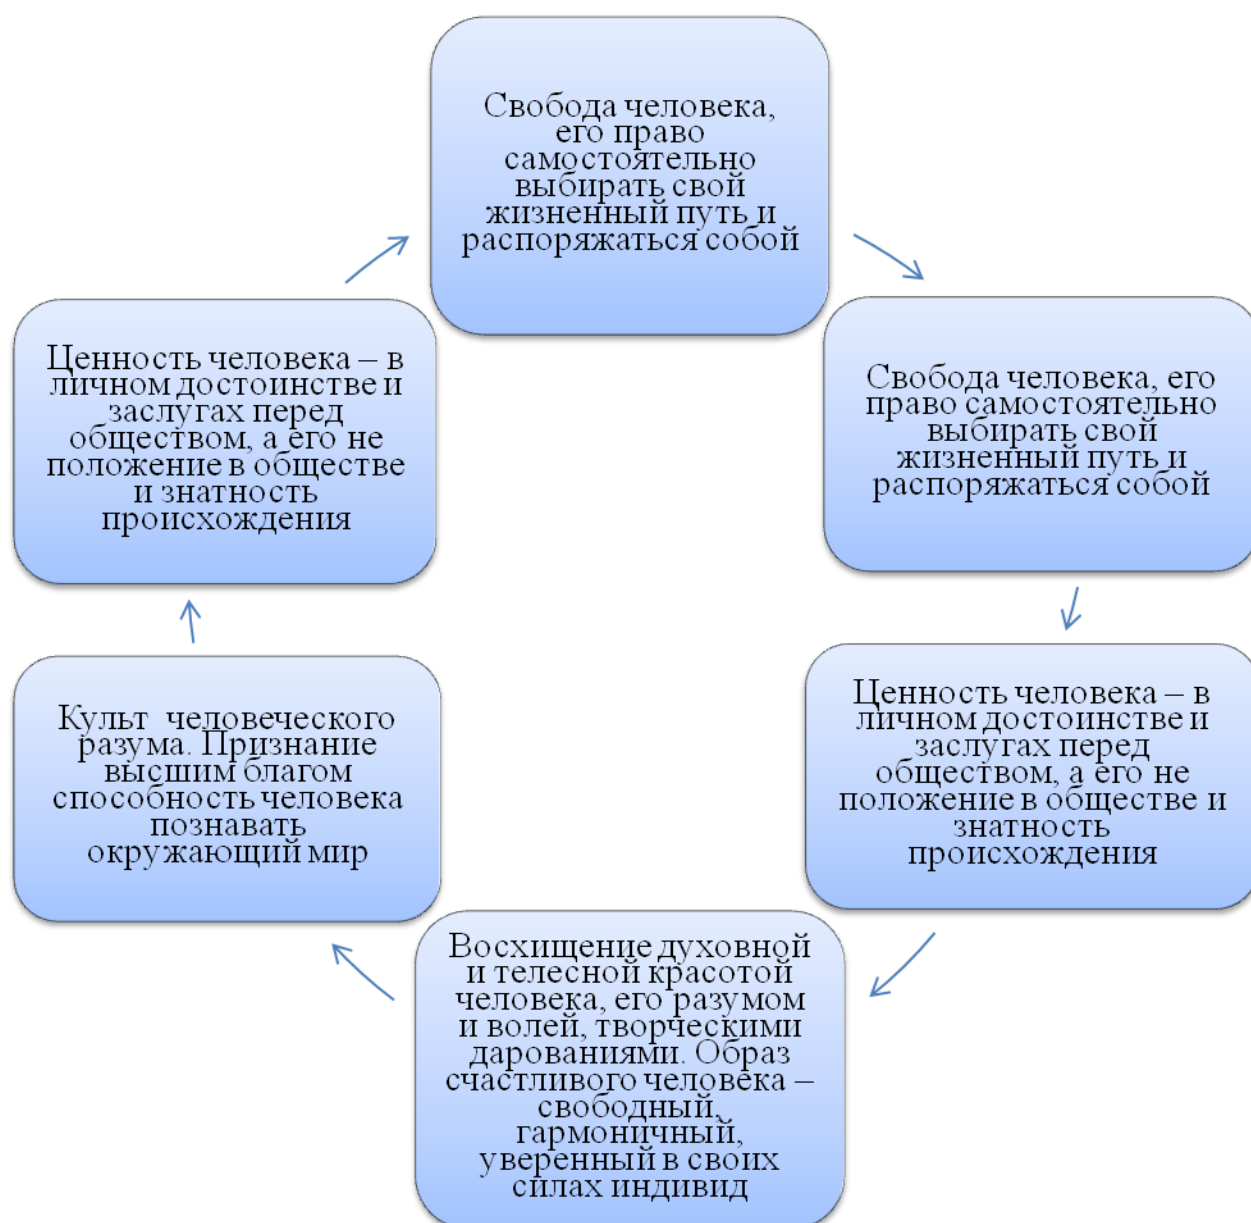 Свобода человека,
его право
самостоятельно
выбирать свой
жизненный путь и
распоряжаться собой
Свобода человека, его
право самостоятельно
выбирать свой
жизненный путь и
распоряжаться собой
Ценность человека – в
личном достоинстве и
заслугах перед
обществом, а его не
положение в обществе и
знатность
происхождения
Восхищение духовной
и телесной красотой
человека, его разумом
и волей, творческими
дарованиями. Образ
счастливого человека –
свободный,
гармоничный,
уверенный в своих
силах индивид
Культ человеческого
разума. Признание
высшим благом
способность человека
познавать
окружающий мир
Ценность человека – в
личном достоинстве и
заслугах перед
обществом, а его не
положение в обществе
и знатность
происхождения